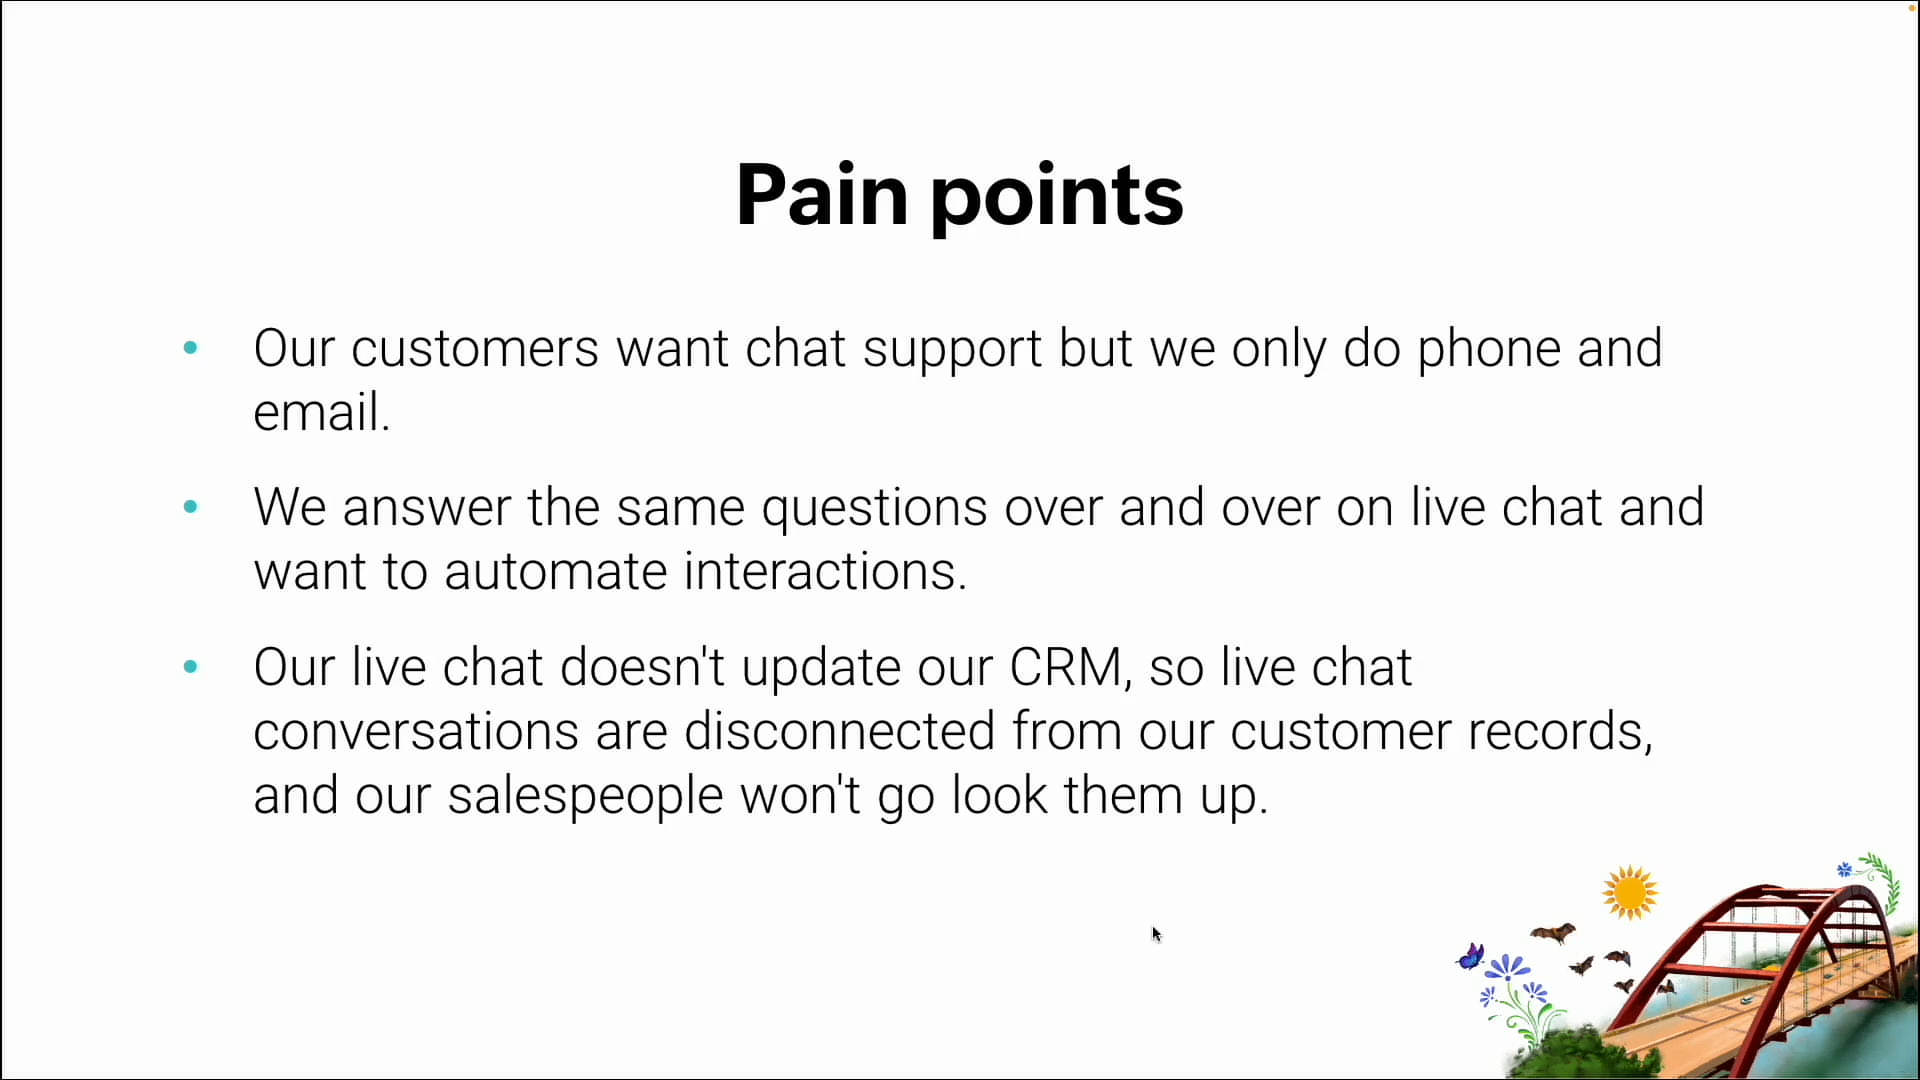 Pain points
• Our customers want chat support but we only do phone and
email.
• We answer the same questions over and over on live chat and
want to automate interactions.
• Our live chat doesn't update our CRM, so live chat
conversations are disconnected from our customer records,
and our salespeople won't go look them up.